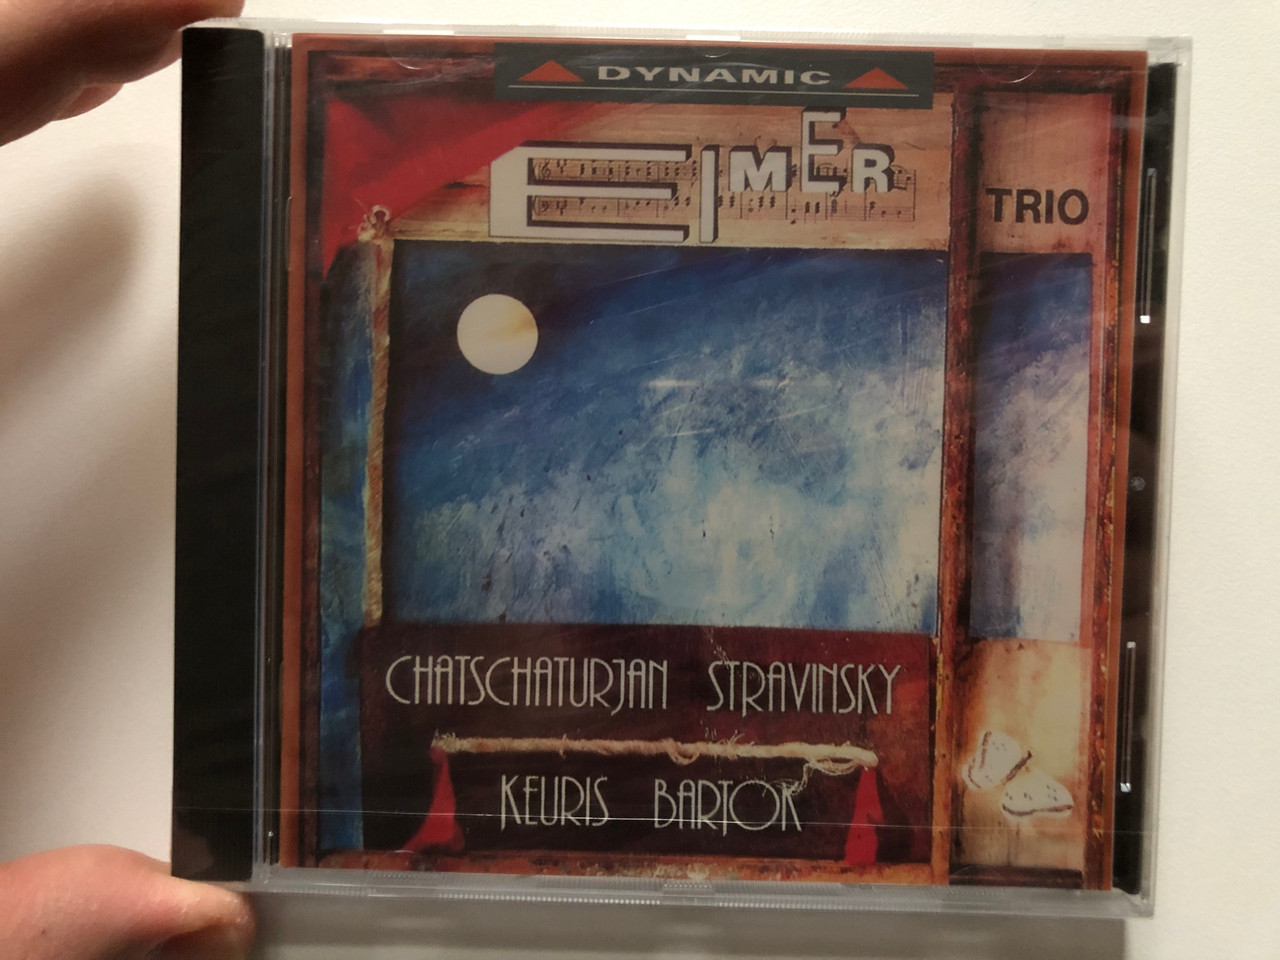 DYNAMIC
EIMER
TRIO
CHATSCHATURJAN STRAVINSKY
KEURIS BARTOK